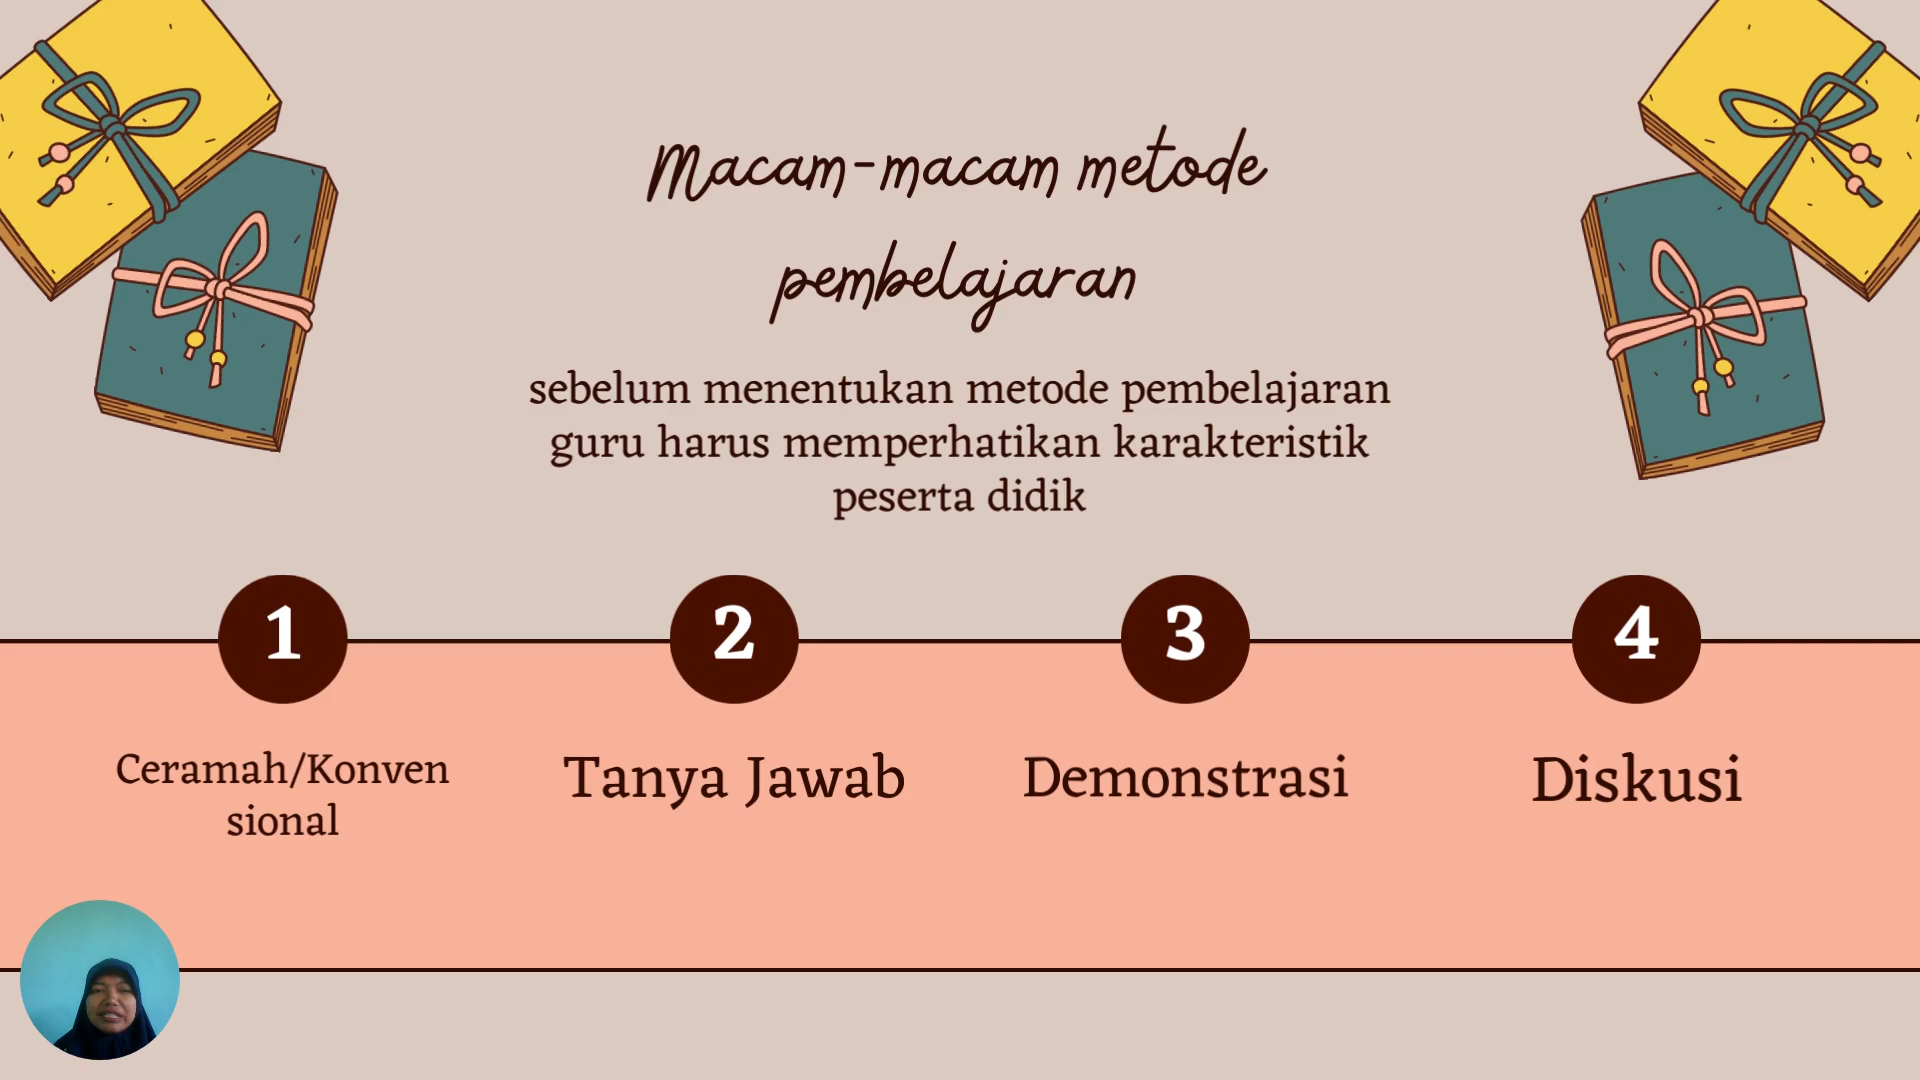 Macam-macam metode
pembelajaran
sebelum menentukan metode pembelajaran
guru harus memperhatikan karakteristik
peserta didik
1
2
3
4
Ceramah/Konven
sional
Tanya Jawab
Demonstrasi
Diskusi